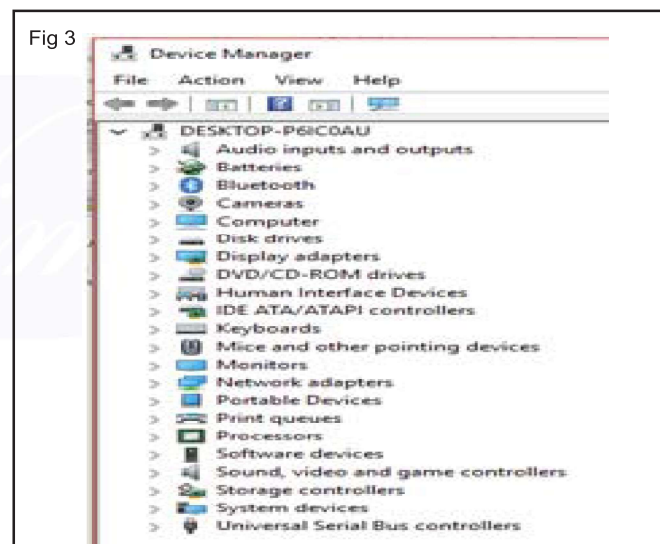 Fig 3
Device Manager
File Action View Help
DESKTOP-P6IC0AU
Audio inputs and outputs
Batteries
Bluetooth
Cameras
Computer
Disk drives
Display adapters
DVD/CD-ROM drives
Human Interface Devices
IDE ATA/ATAPI controllers
Keyboards
Mice and other pointing devices
Monitors
Network adapters
Portable Devices
Print queues
Processors
Software devices
Sound, video and game controllers
Storage controllers
System devices
Universal Serial Bus controllers